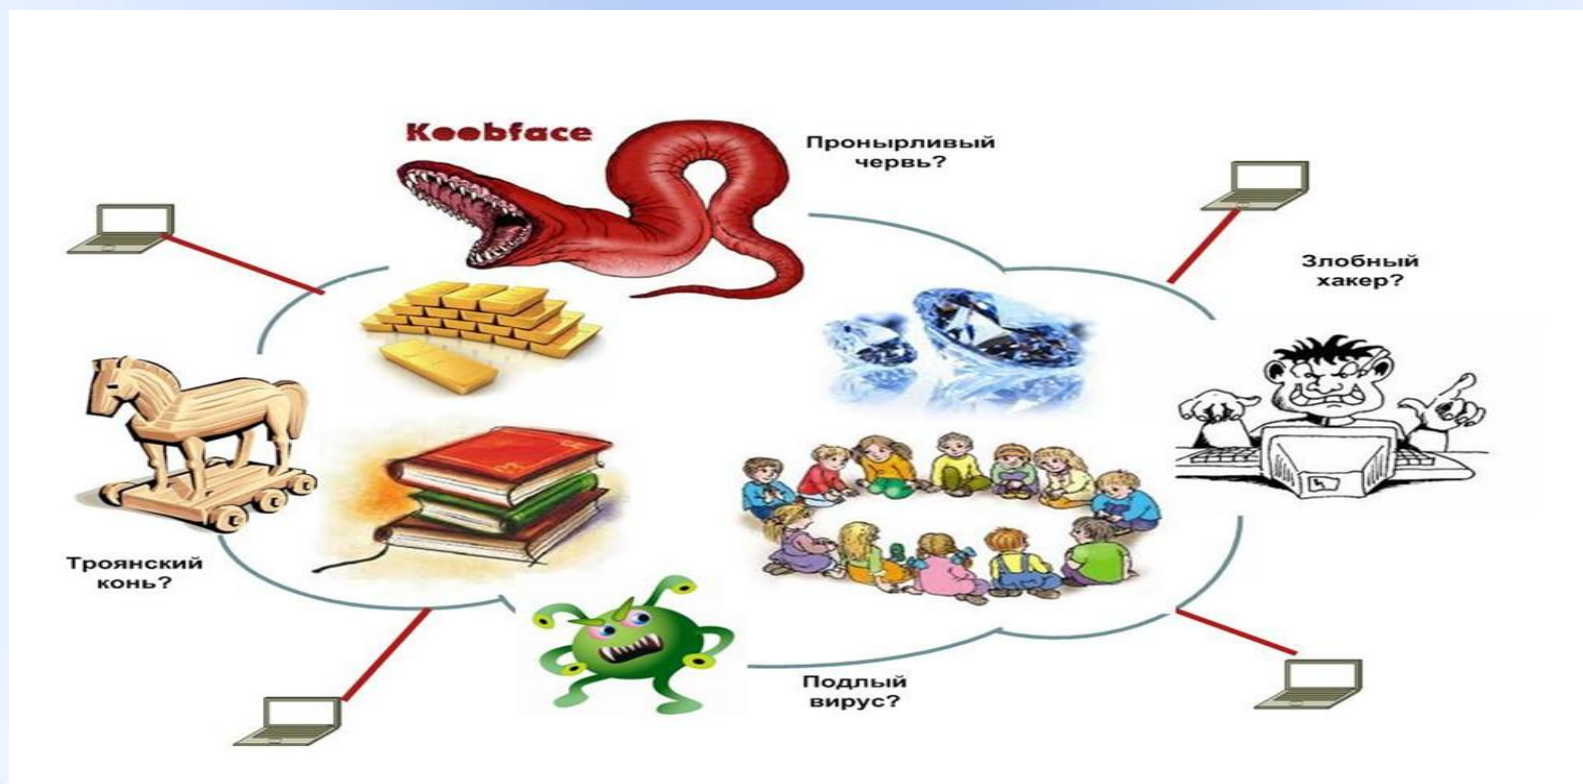 Koobface
Пронырливый
червь?
Злобный
хакер?
Троянский
конь?
Подлый
вирус?